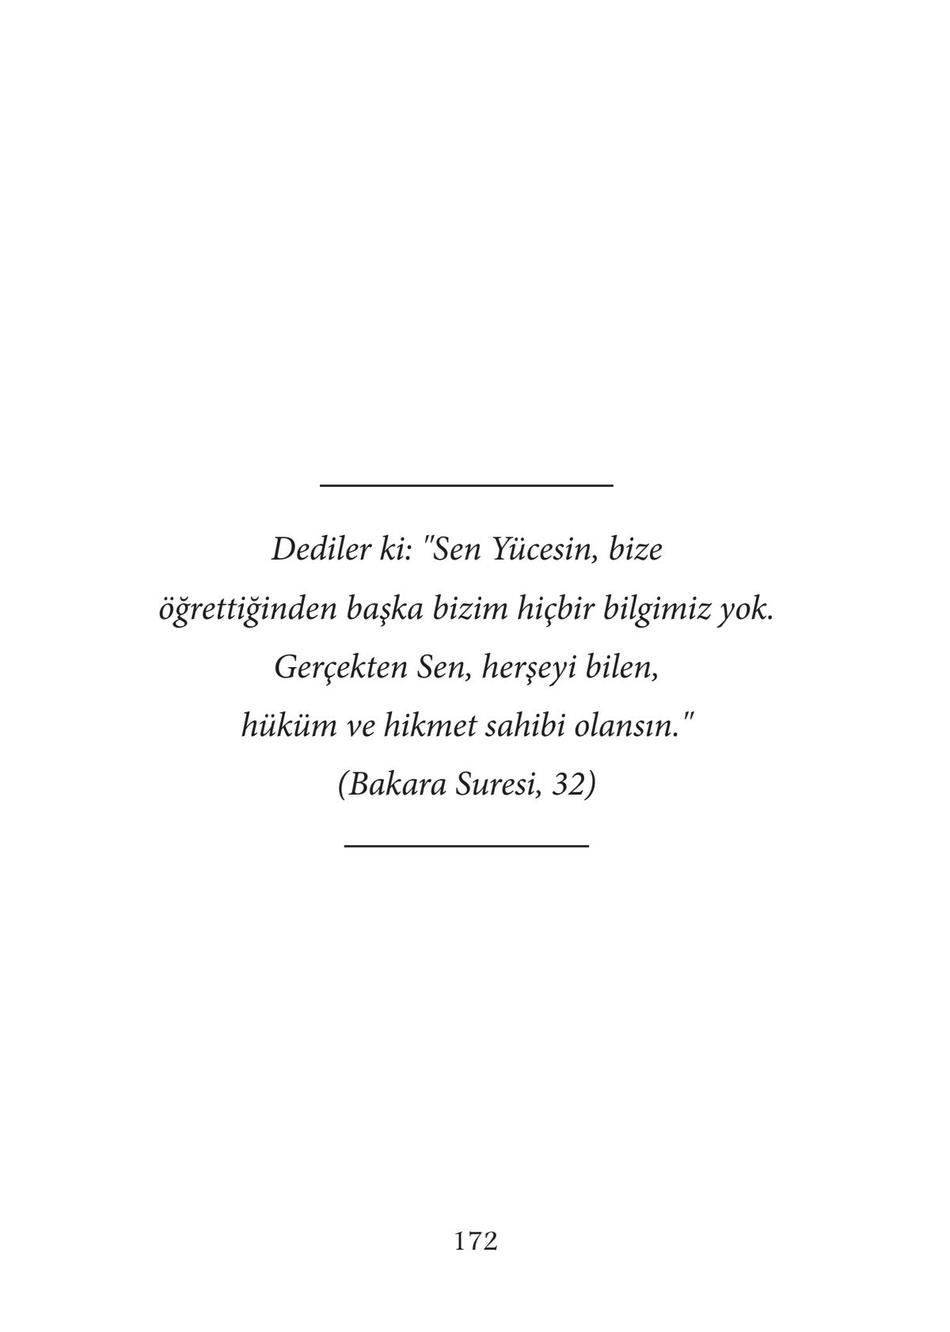 Dediler ki: "Sen Yücesin, bize
öğrettiğinden başka bizim hiçbir bilgimiz yok.
Gerçekten Sen, herşeyi bilen,
hüküm ve hikmet sahibi olansın."
(Bakara Suresi, 32)
172